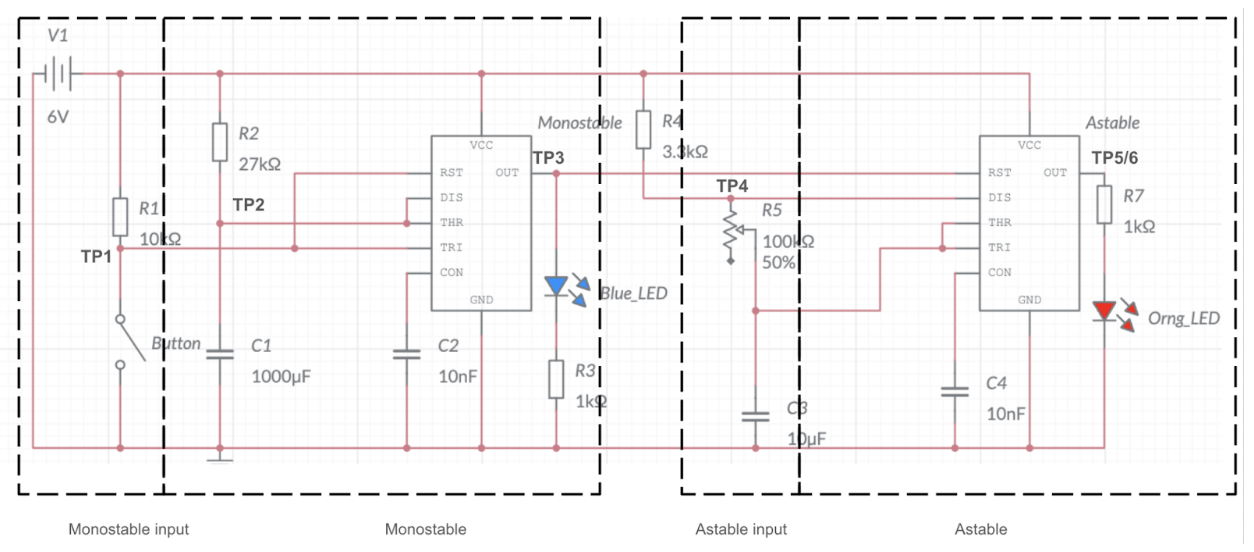 V1
6V
R1
10kΩ
TP1
Button
R2
27kΩ
TP2
C1
1000µF
Monostable
VCC
RST
DIS
THR
TRI
CON
OUT
GND
TP3
C2
10nF
Blue_LED
R3
1kΩ
R4
3.3kΩ
TP4
R5
100kΩ
50%
C3
10µF
Astable
VCC
RST
DIS
THR
TRI
CON
OUT
GND
TP5/6
R7
1kΩ
Orng_LED
C4
10nF
Monostable input
Monostable
Astable input
Astable